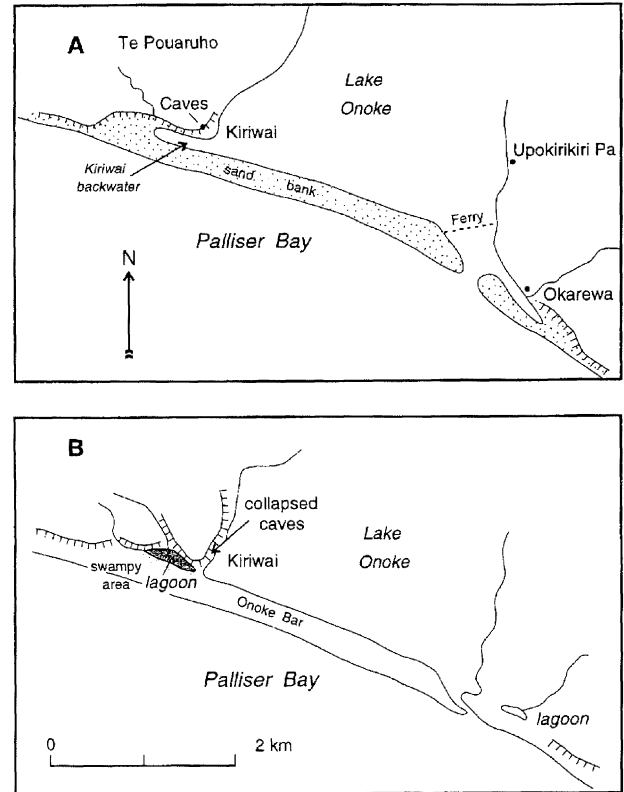 A
Te Pouaruho
Lake
Onoke
Caves
Kiriwai
Upokirikiri Pa
Kiriwai
backwater
sand bank
Ferry
Palliser Bay
N
Okarewa
B
collapsed
caves
Lake
Onoke
Kiriwai
swampy
area
lagoon
Onoke Bar
Palliser Bay
lagoon
0 2 km